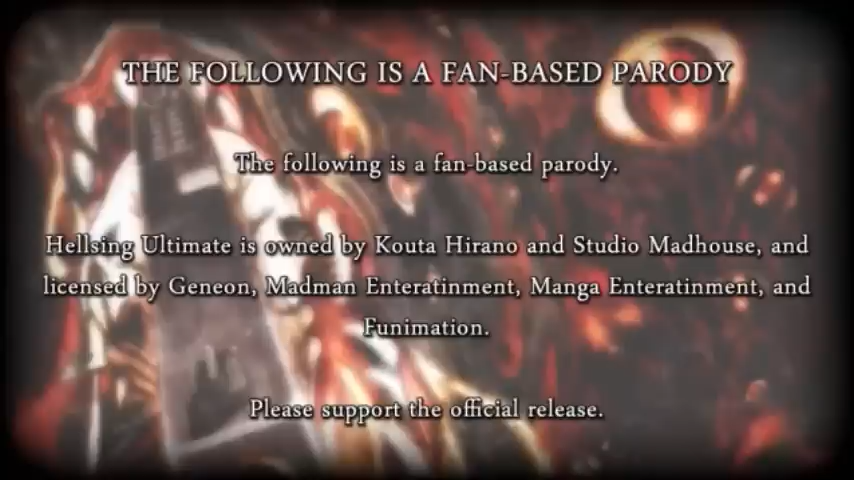 THE FOLLOWING IS A FAN-BASED PARODY
The following is a fan-based parody.
Hellsing Ultimate is owned by Kouta Hirano and Studio Madhouse, and
licensed by Geneon, Madman Enteratinment, Manga Enteratinment, and
Funimation.
Please support the official release.